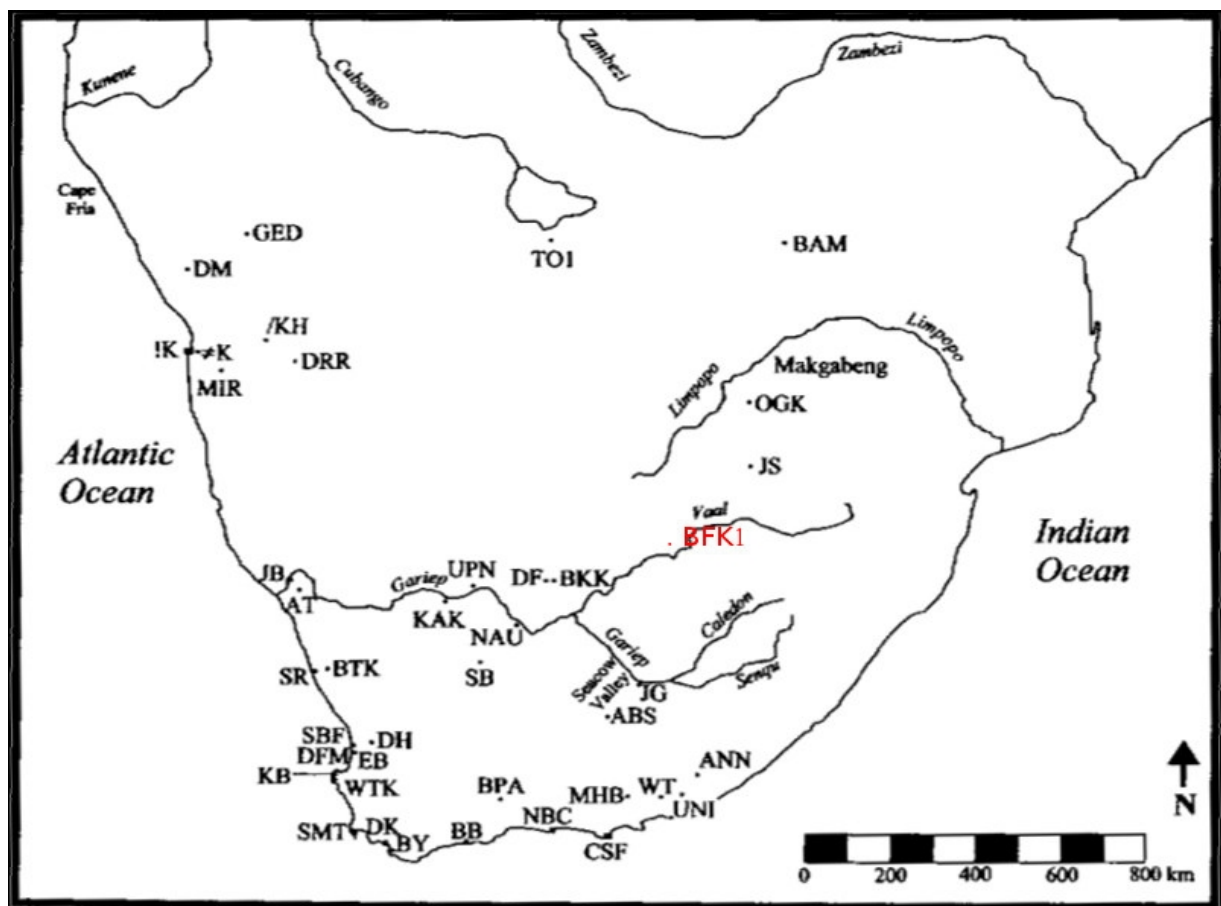 Kunene
Cubango
Zambezi
Zambezi
Cape
Fria
GED
DM
TO1
BAM
/KH
!K
≠K
DRR
MIR
Limpopo
Limpopo
Makgabeng
OGK
Atlantic
Ocean
JS
Vaal
BFK1
Indian
Ocean
JB
AT
Gariep
UPN
DF
BKK
KAK
NAU
Gariep
Caledon
Senqu
SR
BTK
SB
Seacow
Valley
JG
ABS
SBF
DH
DFM
EB
KB
WTK
ANN
BPA
MHB
WT
UNI
SMT
DK
BY
BB
NBC
CSF
N
0 200 400 600 800 km